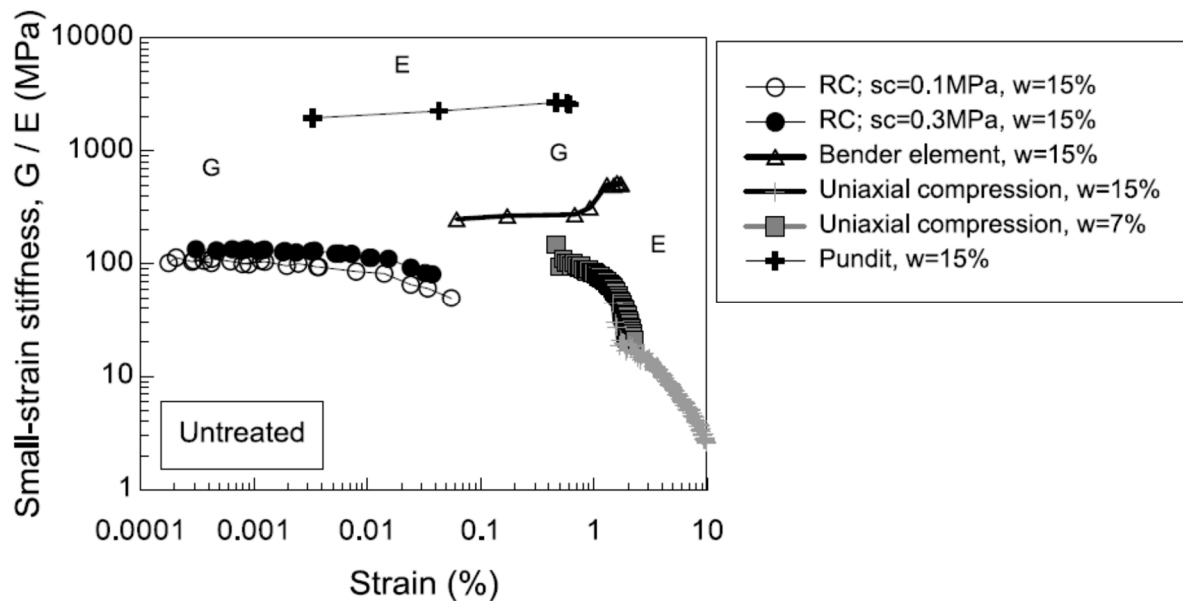 Small-strain stiffness, G / E (MPa)
10000
1000
100
10
1
E
G
G
E
Untreated
0.0001
0.001
0.01
0.1
1
10
Strain (%)
RC; sc=0.1MPa, w=15%
RC; sc=0.3MPa, w=15%
Bender element, w=15%
Uniaxial compression, w=15%
Uniaxial compression, w=7%
Pundit, w=15%